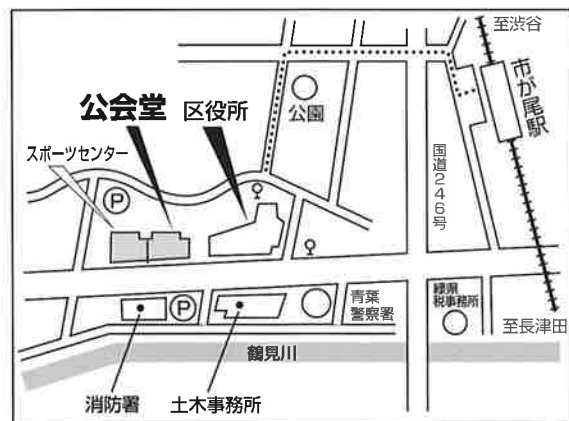 至渋谷
市が尾駅
公会堂
区役所
公園
スポーツセンター
国道246号
P
P
青葉
警察署
緑県
税事務所
至長津田
鶴見川
消防署
土木事務所